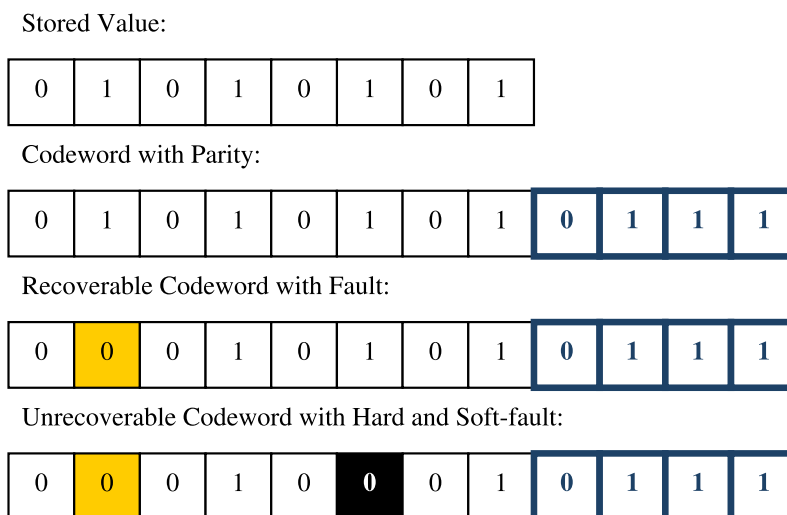 Stored Value:
0 1 0 1 0 1 0 1
Codeword with Parity:
0 1 0 1 0 1 0 1 0 1 1 1
Recoverable Codeword with Fault:
0 0 0 1 0 1 0 1 0 1 1 1
Unrecoverable Codeword with Hard and Soft-fault:
0 0 0 1 0 0 0 1 0 1 1 1